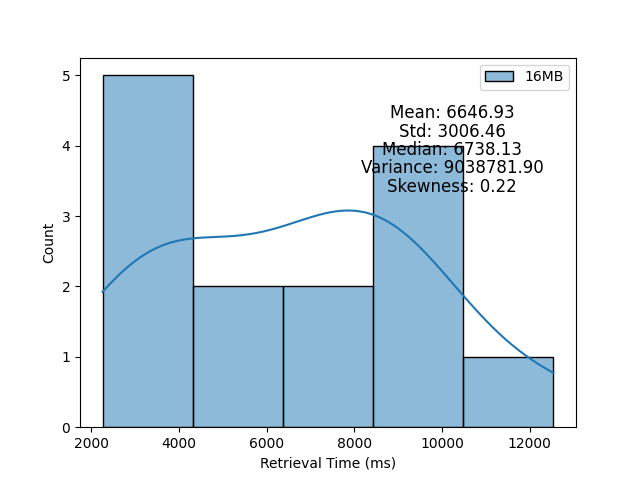 16MB
Mean: 6646.93
Std: 3006.46
Median: 6738.13
Variance: 9038781.90
Skewness: 0.22
5
4
3
2
1
0
Count
2000 4000 6000 8000 10000 12000
Retrieval Time (ms)